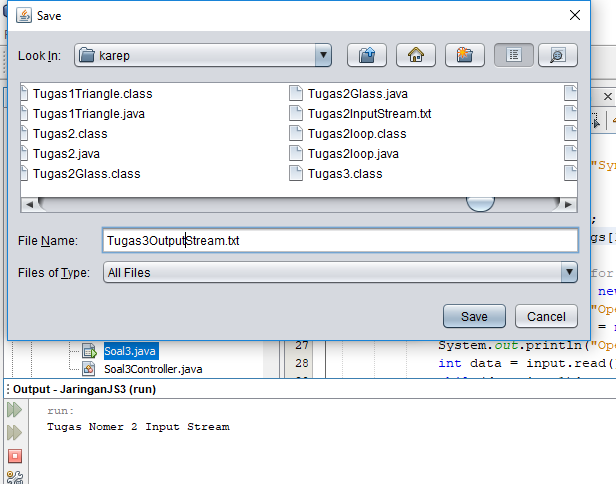 Save
Look In: karep
Tugas1Triangle.class
Tugas1Triangle.java
Tugas2.class
Tugas2.java
Tugas2Glass.class
Tugas2Glass.java
Tugas2InputStream.txt
Tugas2loop.class
Tugas2loop.java
Tugas3.class
File Name: Tugas3OutputStream.txt
Files of Type: All Files
Save Cancel
"Sy
;
gs[
for
new
"Ope
=
Soal3.java
27 System.out.println("Ope
Soal3Controller.java
28 int data = input.read(
Output - JaringanJS3 (run)
run:
Tugas Nomer 2 Input Stream